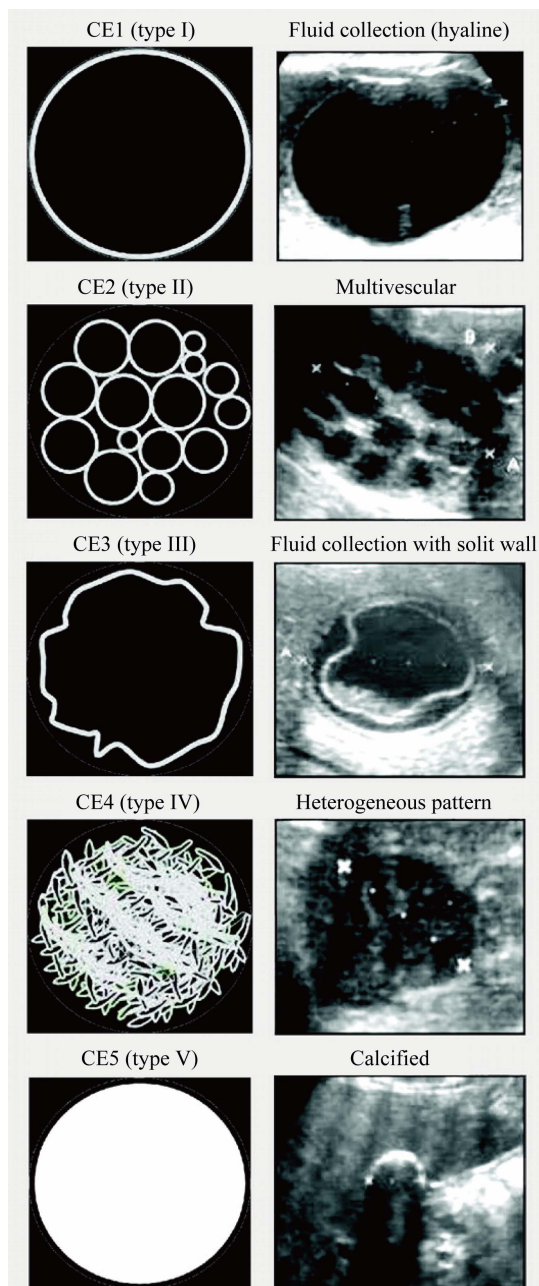 CE1 (type I)
Fluid collection (hyaline)
CE2 (type II)
Multivescular
B
A
CE3 (type III)
Fluid collection with solit wall
A
CE4 (type IV)
Heterogeneous pattern
CE5 (type V)
Calcified